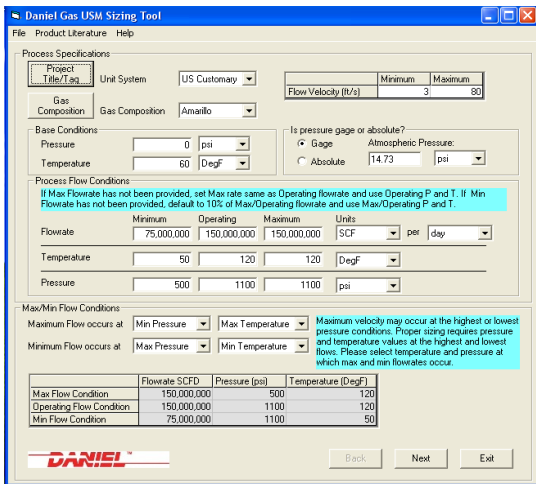 Daniel Gas USM Sizing Tool
File Product Literature Help
Process Specifications
Project Title/Tag
Unit System US Customary
Minimum Maximum
Flow Velocity (ft/s) 3 80
Gas Composition
Gas Composition Amarillo
Base Conditions
Pressure 0 psi
Temperature 60 DegF
Is pressure gage or absolute?
Gage Atmospheric Pressure:
Absolute 14.73 psi
Process Flow Conditions
If Max Flowrate has not been provided, set Max rate same as Operating flowrate and use Operating P and T. If Min
Flowrate has not been provided, default to 10% of Max/Operating flowrate and use Max/Operating P and T.
Minimum Operating Maximum Units
Flowrate 75,000,000 150,000,000 150,000,000 SCF per day
Temperature 50 120 120 DegF
Pressure 500 1100 1100 psi
Max/Min Flow Conditions
Maximum Flow occurs at Min Pressure Max Temperature
Minimum Flow occurs at Max Pressure Min Temperature
Maximum velocity may occur at the highest or lowest
pressure conditions. Proper sizing requires pressure
and temperature values at the highest and lowest
flows. Please select temperature and pressure at
which max and min flowrates occur.
Flowrate SCFD Pressure (psi) Temperature (DegF)
Max Flow Condition 150,000,000 500 120
Operating Flow Condition 150,000,000 1100 120
Min Flow Condition 75,000,000 1100 50
DANIEL™
Back Next Exit